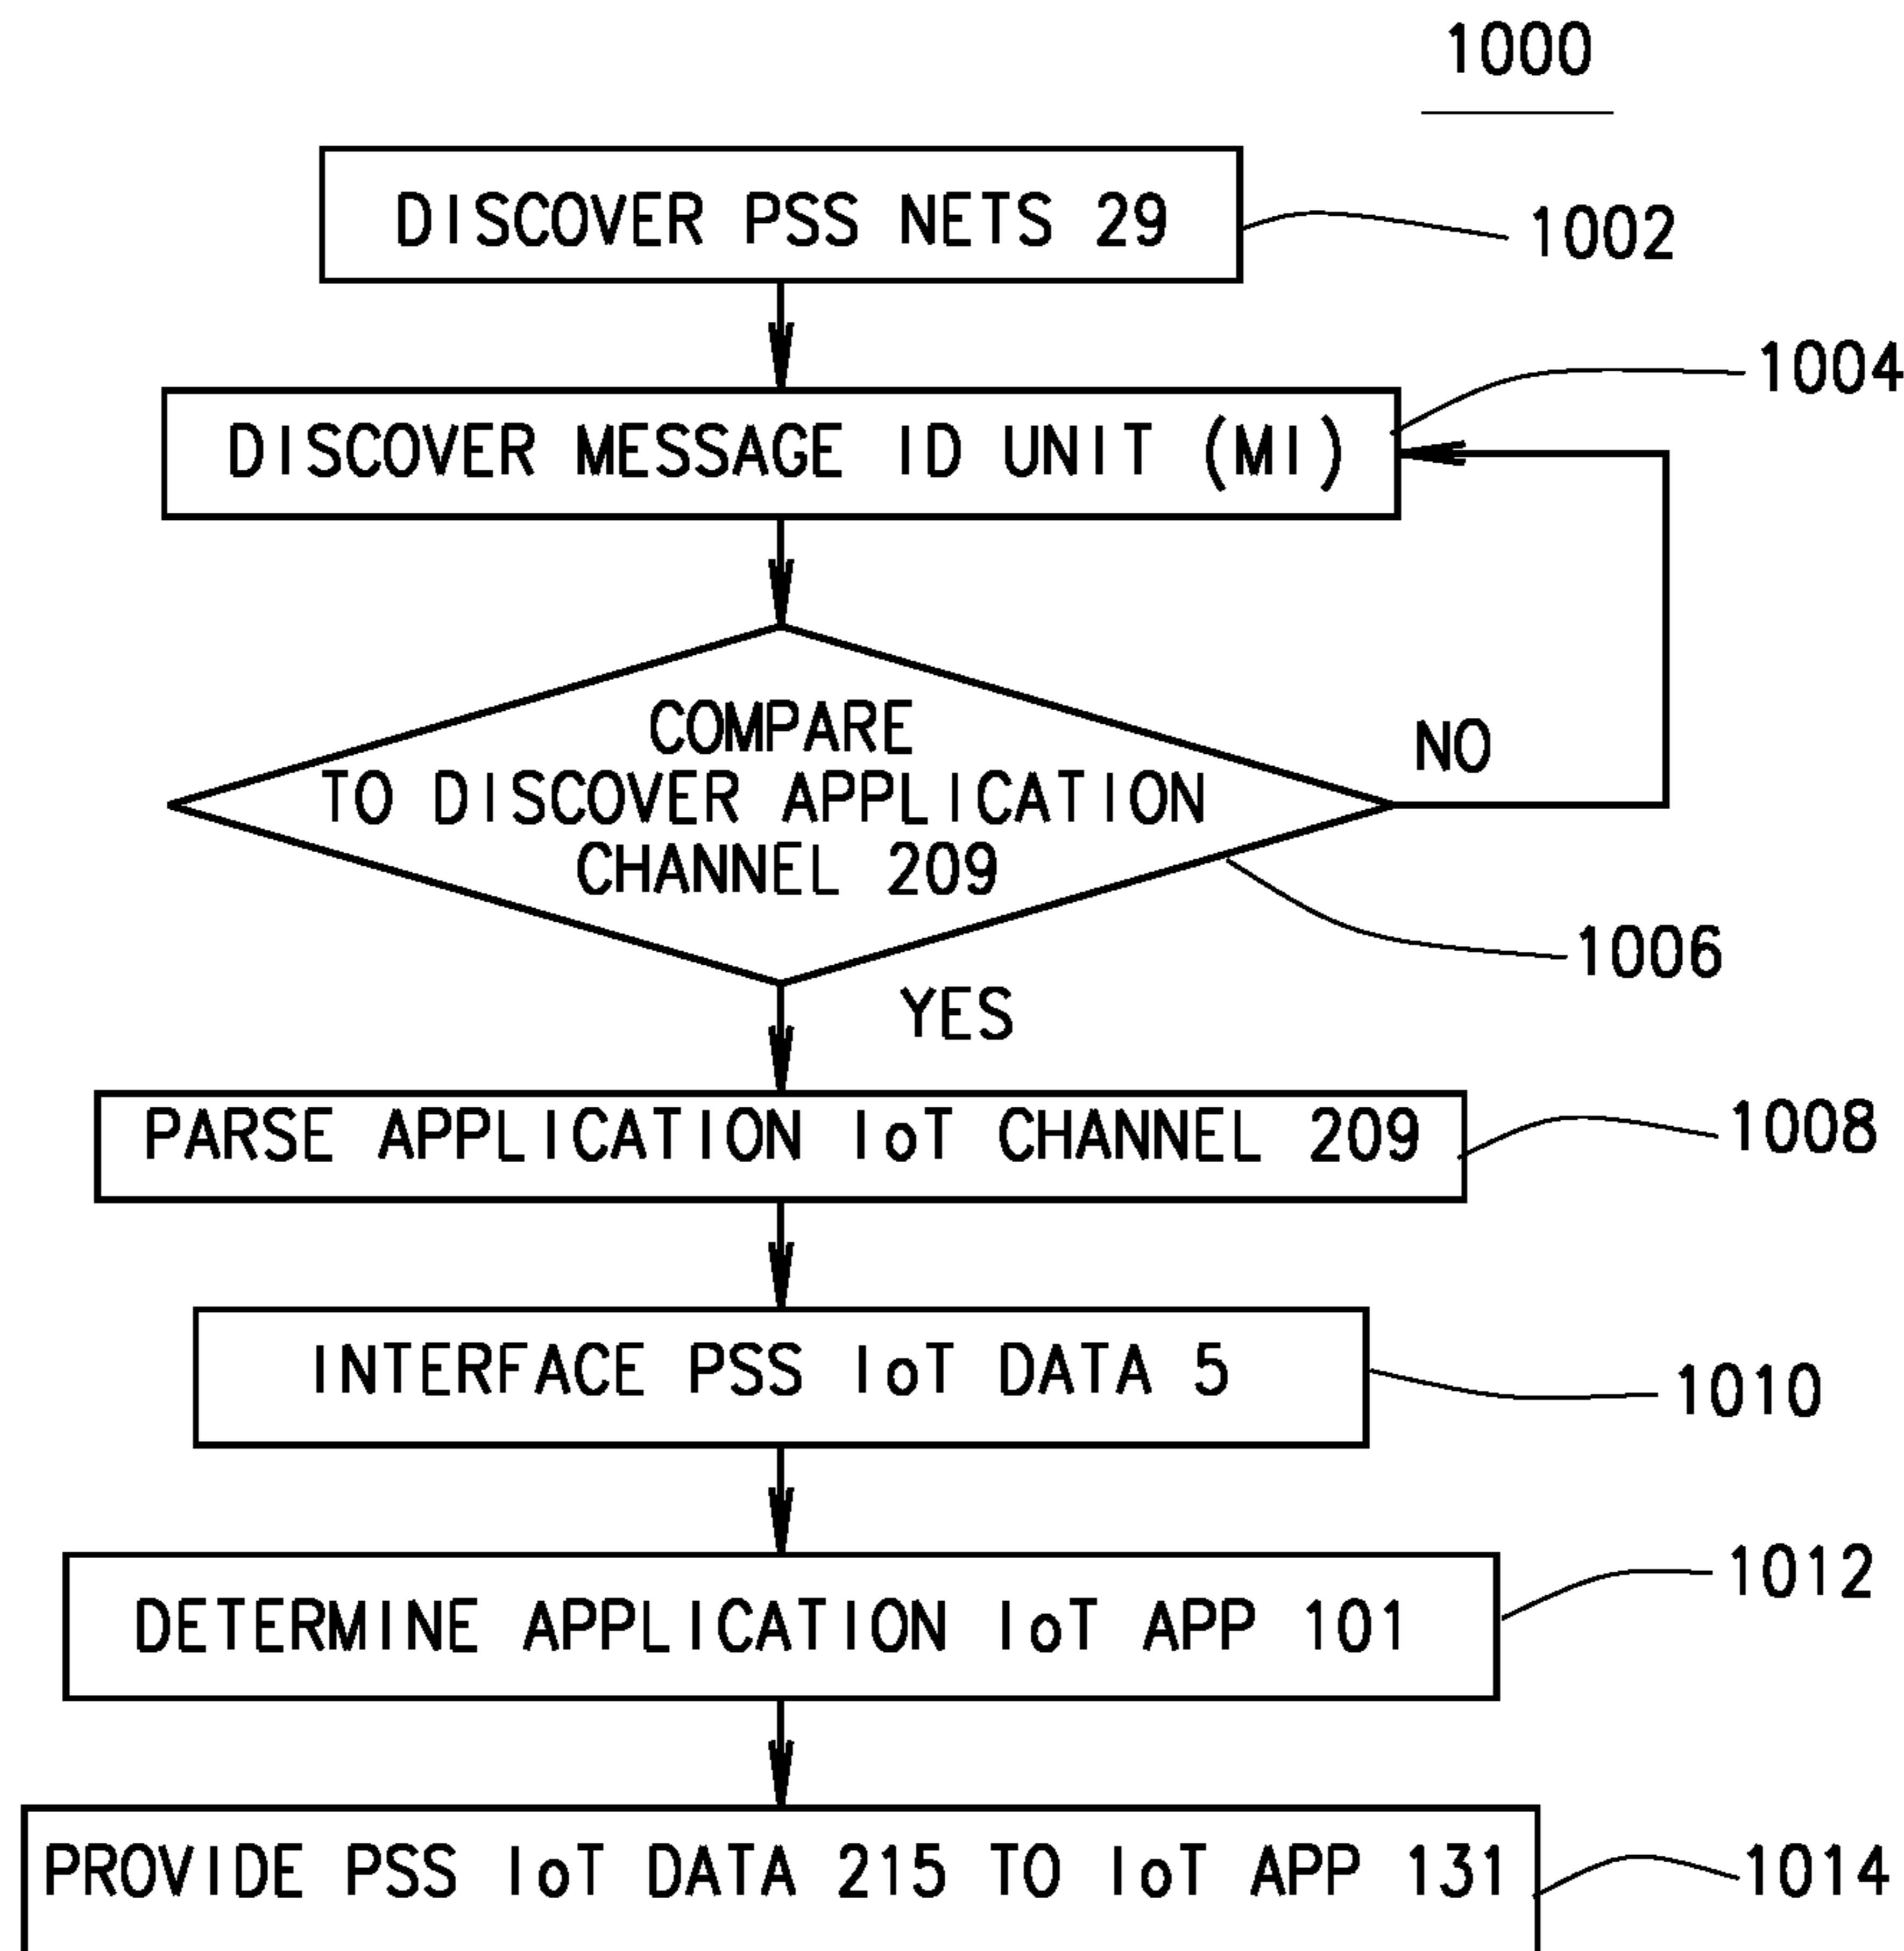 1000
DISCOVER PSS NETS 29
1002
1004
DISCOVER MESSAGE ID UNIT (MI)
COMPARE
TO DISCOVER APPLICATION
CHANNEL 209
NO
1006
YES
PARSE APPLICATION IoT CHANNEL 209
1008
INTERFACE PSS IoT DATA 5
1010
DETERMINE APPLICATION IoT APP 101
1012
PROVIDE PSS IoT DATA 215 TO IoT APP 131
1014